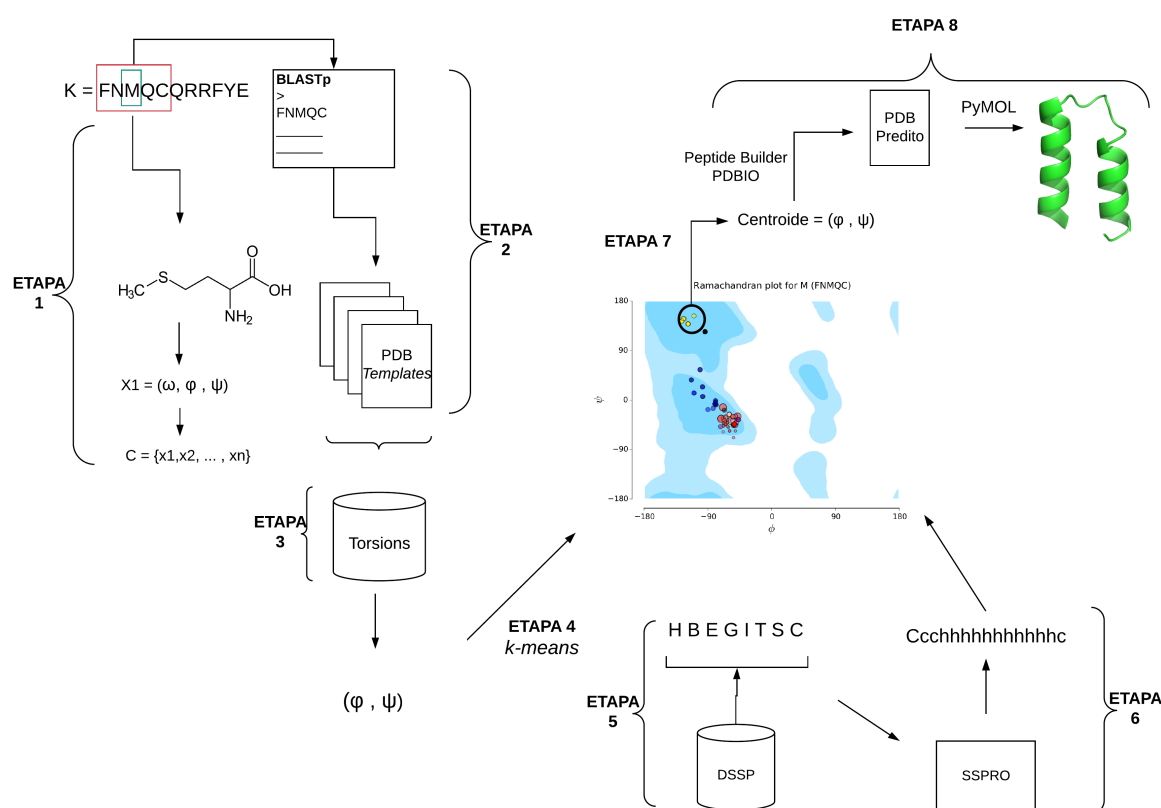 K = FNMQCQRRFYE
BLASTp
>
FNMQC
ETAPA
1
H₃C
S
O
OH
NH₂
X1 = (ω, φ , ψ)
C = {x1,x2, ... , xn}
ETAPA
2
PDB
Templates
ETAPA
3
Torsions
(φ , ψ)
ETAPA 4
k-means
ETAPA
5
H B E G I T S C
DSSP
ETAPA
6
Ccchhhhhhhhhhhc
SSPRO
ETAPA 7
Ramachandran plot for M (FNMQC)
180
90
0
−90
−180
ψ
−180
−90
0
90
180
ϕ
Centroide = (φ , ψ)
ETAPA 8
Peptide Builder
PDBIO
PDB
Predito
PyMOL